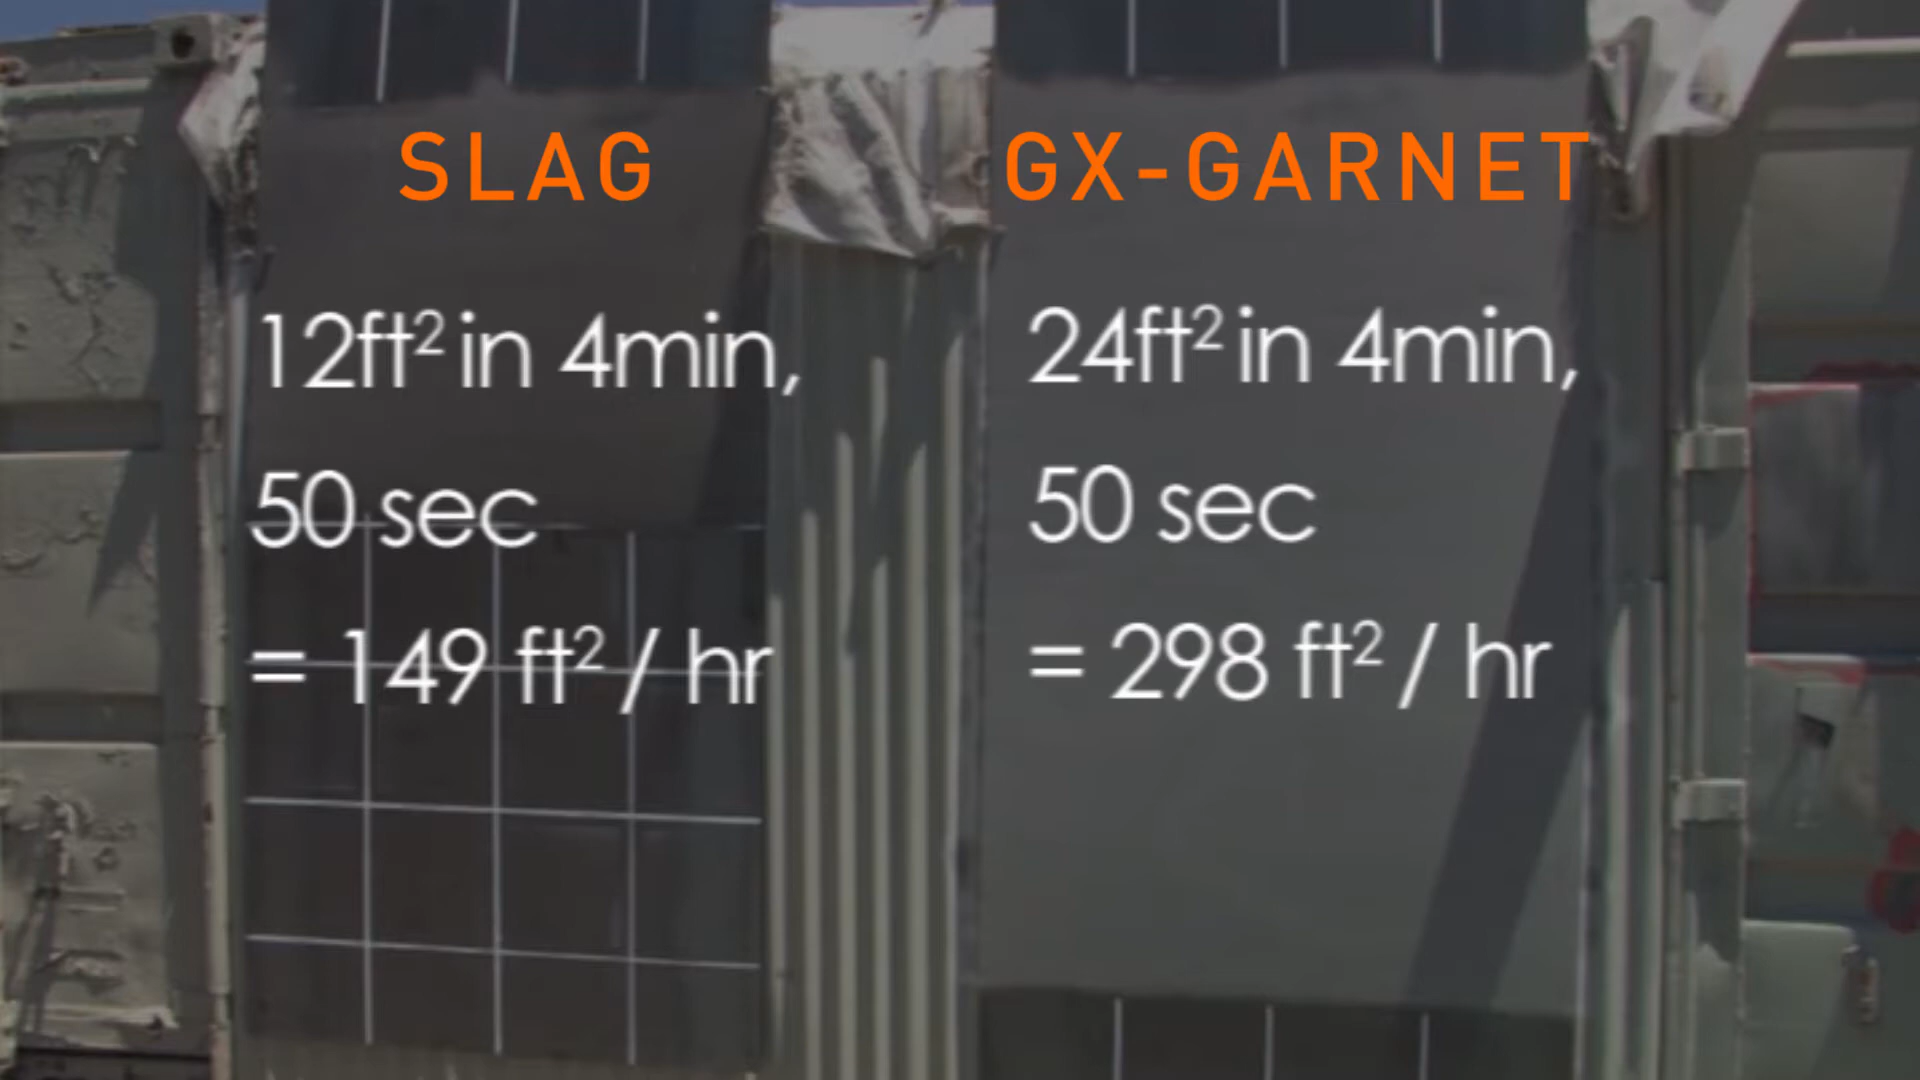 SLAG
12ft² in 4min,
50 sec
= 149 ft² / hr
GX-GARNET
24ft² in 4min,
50 sec
= 298 ft² / hr